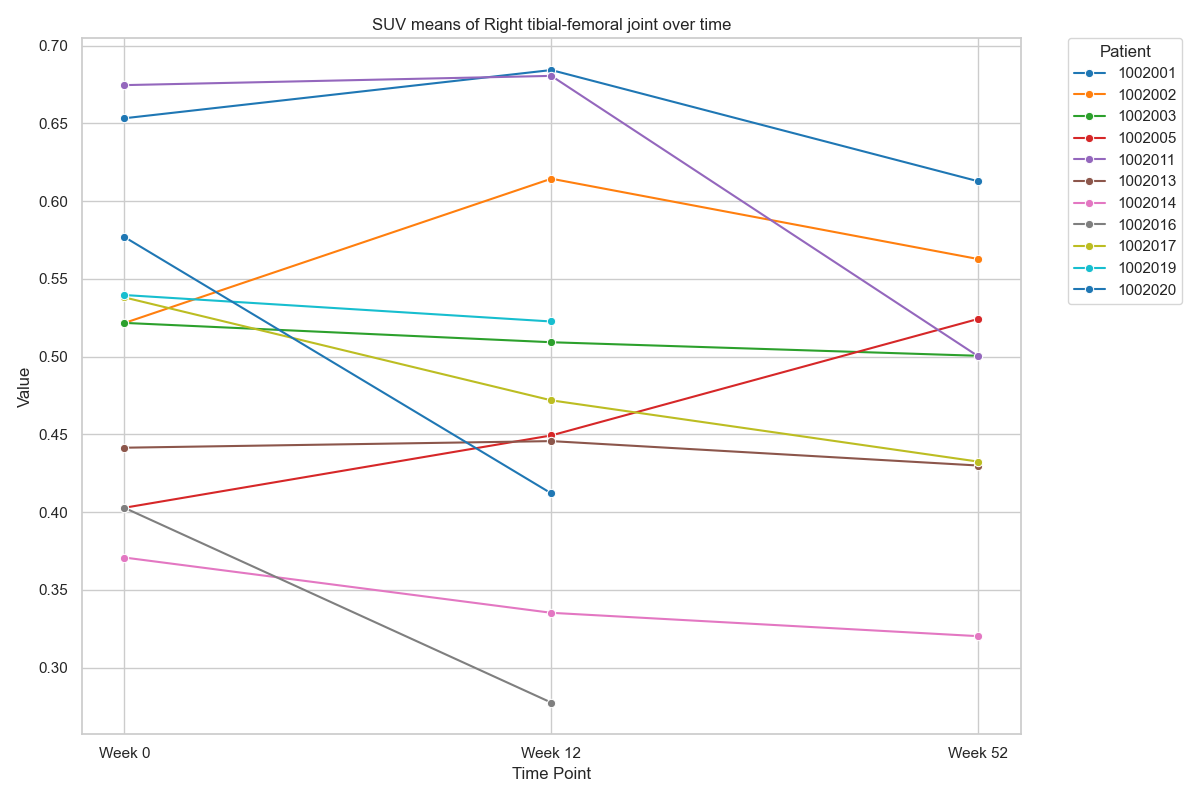 SUV means of Right tibial-femoral joint over time
0.70
0.65
0.60
0.55
0.50
0.45
0.40
0.35
0.30
Value
Week 0
Week 12
Week 52
Time Point
Patient
1002001
1002002
1002003
1002005
1002011
1002013
1002014
1002016
1002017
1002019
1002020